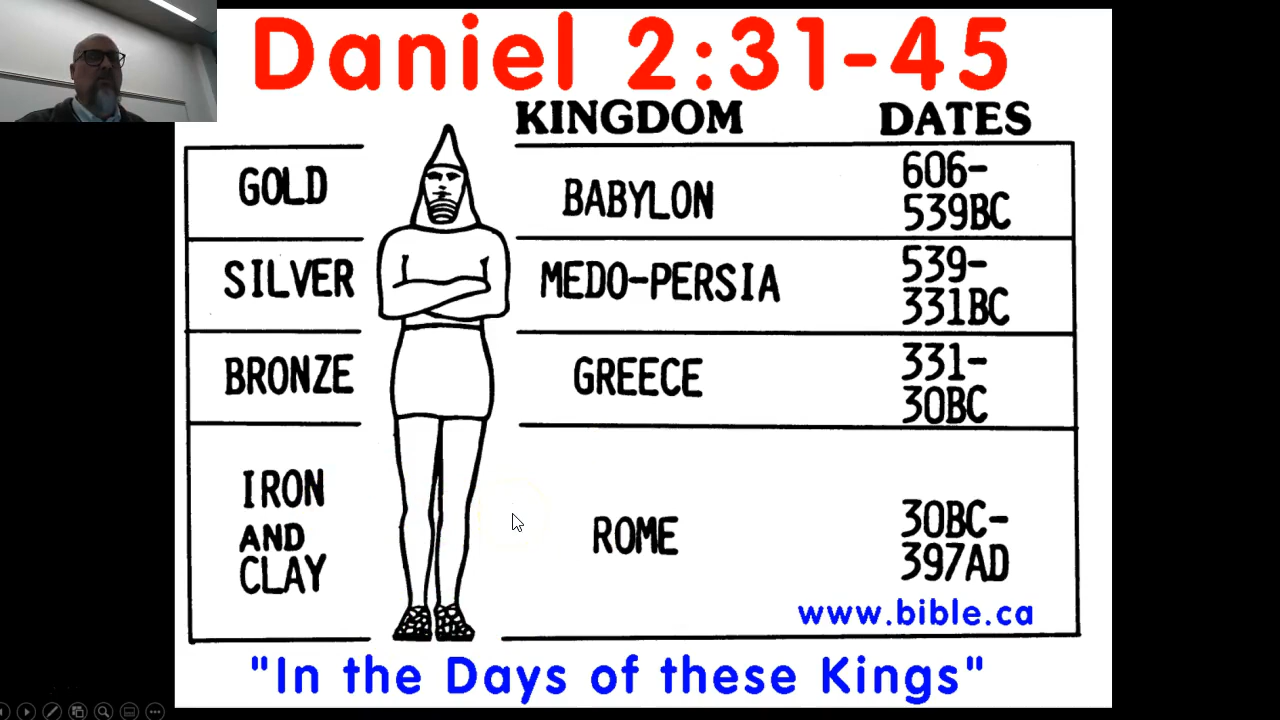 Daniel 2:31-45
KINGDOM DATES
GOLD BABYLON 606-
539BC
SILVER MEDO-PERSIA 539-
331BC
BRONZE GREECE 331-
30BC
IRON
AND
CLAY
ROME
30BC-
397AD
www.bible.ca
"In the Days of these Kings"